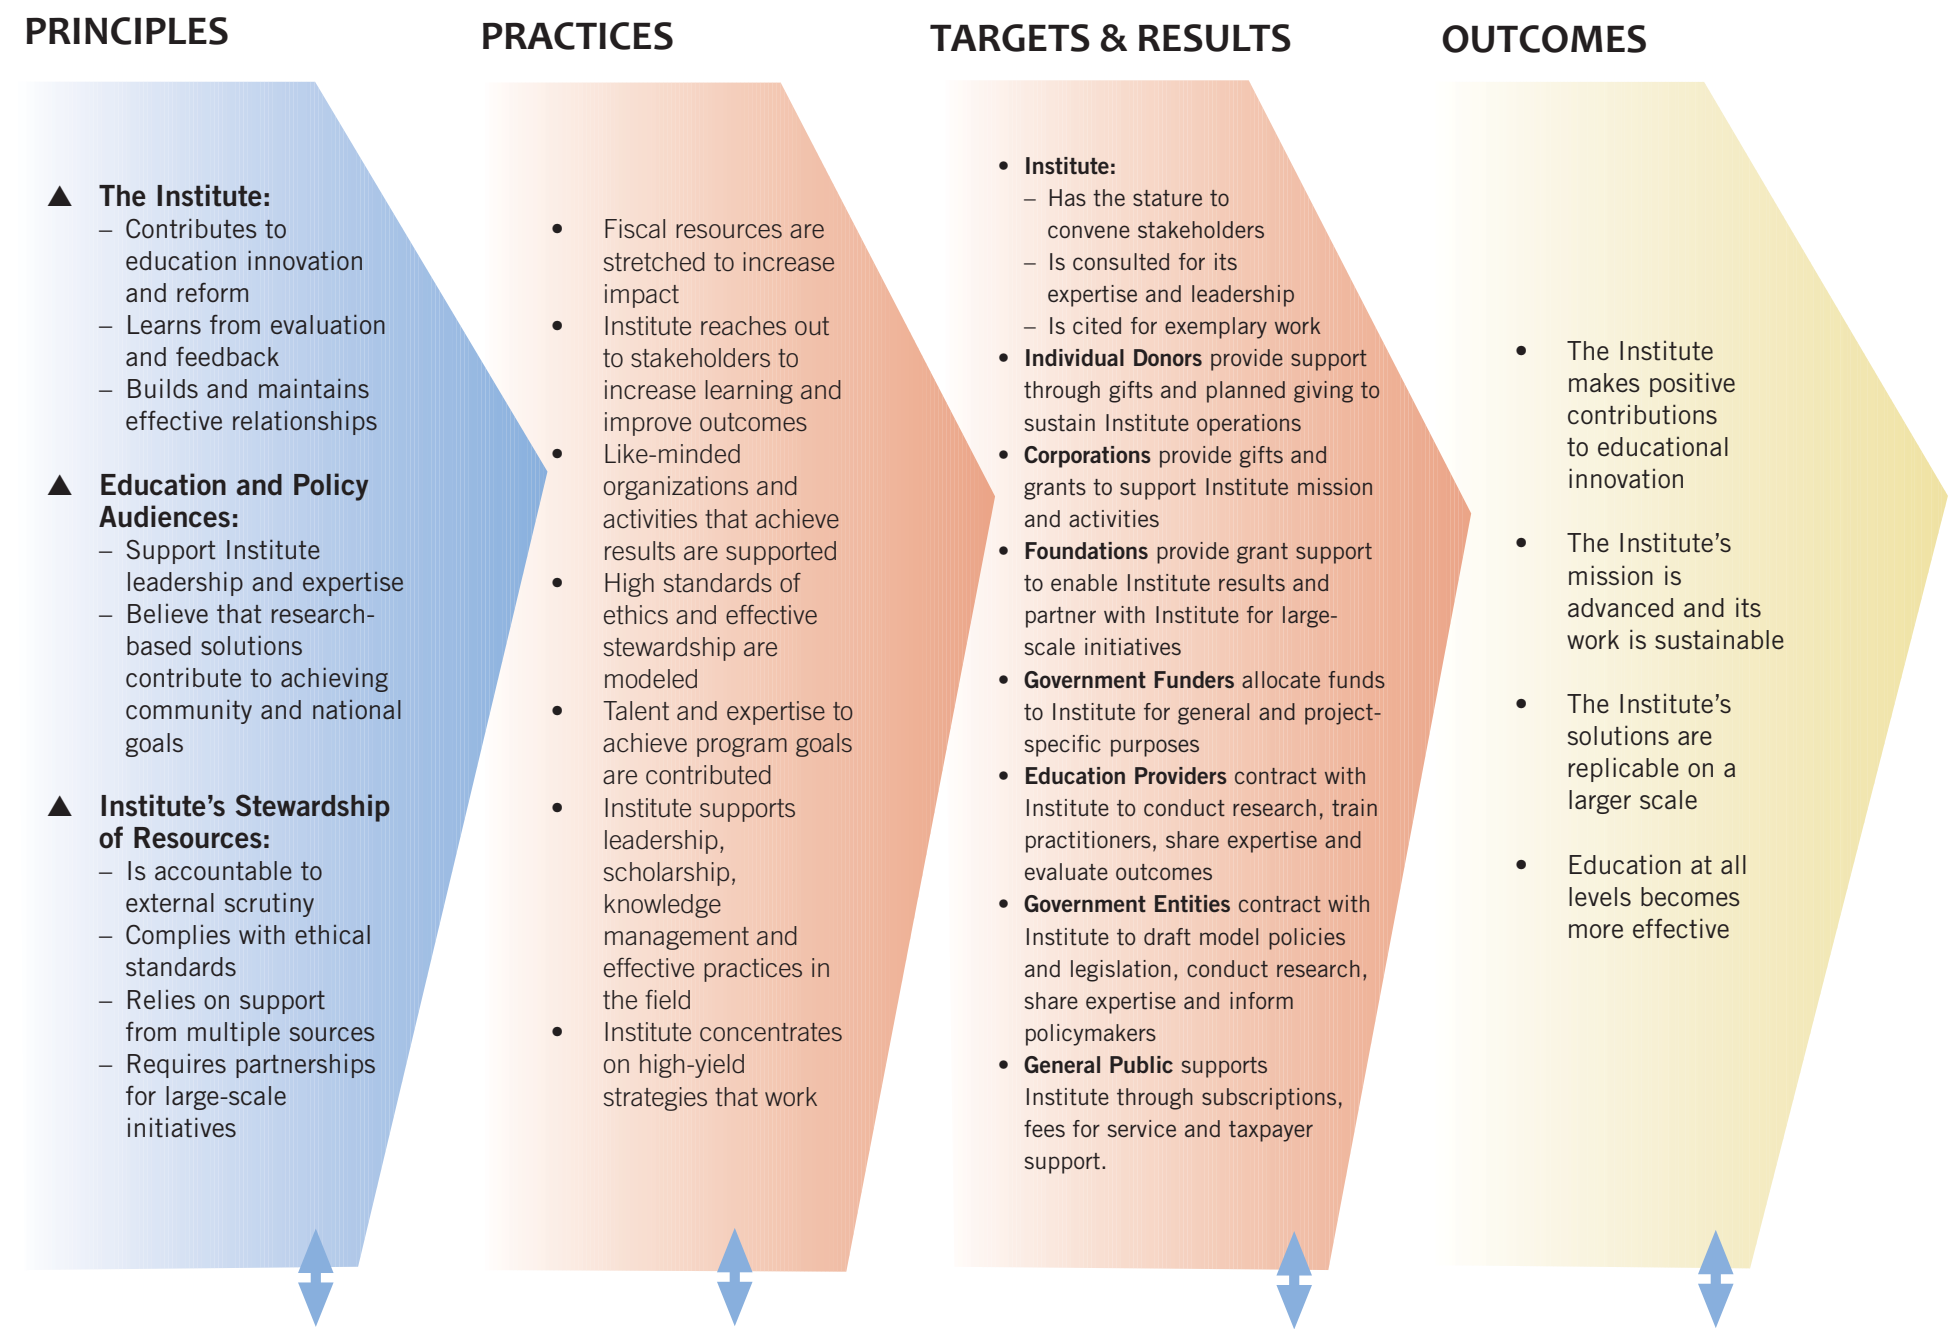 PRINCIPLES
▲ The Institute:
– Contributes to
education innovation
and reform
– Learns from evaluation
and feedback
– Builds and maintains
effective relationships
▲ Education and Policy
Audiences:
– Support Institute
leadership and expertise
– Believe that research-
based solutions
contribute to achieving
community and national
goals
▲ Institute’s Stewardship
of Resources:
– Is accountable to
external scrutiny
– Complies with ethical
standards
– Relies on support
from multiple sources
– Requires partnerships
for large-scale
initiatives
PRACTICES
• Fiscal resources are
stretched to increase
impact
• Institute reaches out
to stakeholders to
increase learning and
improve outcomes
• Like-minded
organizations and
activities that achieve
results are supported
• High standards of
ethics and effective
stewardship are
modeled
• Talent and expertise to
achieve program goals
are contributed
• Institute supports
leadership,
scholarship,
knowledge
management and
effective practices in
the field
• Institute concentrates
on high-yield
strategies that work
TARGETS & RESULTS
• Institute:
– Has the stature to
convene stakeholders
– Is consulted for its
expertise and leadership
– Is cited for exemplary work
• Individual Donors provide support
through gifts and planned giving to
sustain Institute operations
• Corporations provide gifts and
grants to support Institute mission
and activities
• Foundations provide grant support
to enable Institute results and
partner with Institute for large-
scale initiatives
• Government Funders allocate funds
to Institute for general and project-
specific purposes
• Education Providers contract with
Institute to conduct research, train
practitioners, share expertise and
evaluate outcomes
• Government Entities contract with
Institute to draft model policies
and legislation, conduct research,
share expertise and inform
policymakers
• General Public supports
Institute through subscriptions,
fees for service and taxpayer
support.
OUTCOMES
• The Institute
makes positive
contributions
to educational
innovation
• The Institute’s
mission is
advanced and its
work is sustainable
• The Institute’s
solutions are
replicable on a
larger scale
• Education at all
levels becomes
more effective